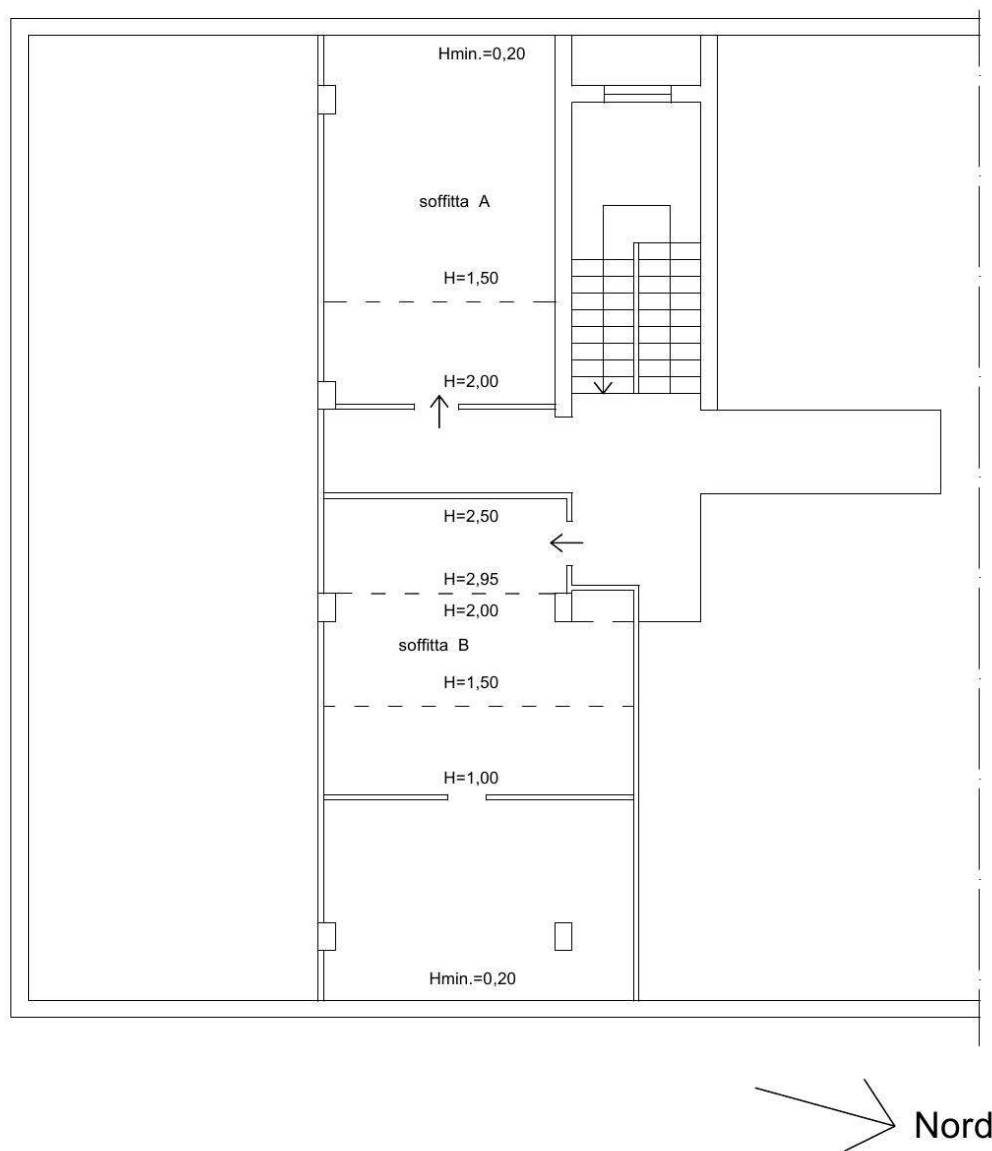 Hmin.=0,20
soffitta A
H=1,50
H=2,00
H=2,50
H=2,95
H=2,00
soffitta B
H=1,50
H=1,00
Hmin.=0,20
Nord